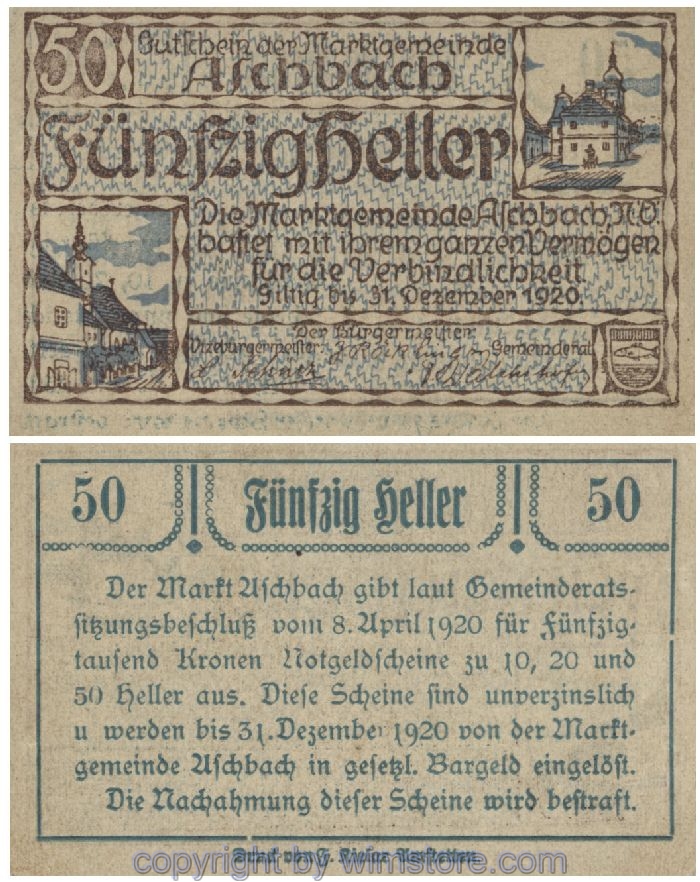 50
Gutschein der Marktgemeinde
Aschbach
Fünfzig Heller
Die Marktgemeinde Aschbach N.Ö.
haftet mit ihrem ganzen Vermögen
für die Verbindlichkeit
Giltig bis 31. Dezember 1920.
Der Bürgermeister:
Vizebürgermeister: Gemeinderat
50 Fünfzig Heller 50
Der Markt Aschbach gibt laut Gemeinderats-
sitzungsbeschluß vom 8. April 1920 für Fünfzig-
tausend Kronen Notgeldscheine zu 10, 20 und
50 Heller aus. Diese Scheine sind unverzinslich
u werden bis 31. Dezember 1920 von der Markt-
gemeinde Aschbach in gesetzl. Bargeld eingelöst.
Die Nachahmung dieser Scheine wird bestraft.
Druck von Amstetten
copyright by wimstore.com